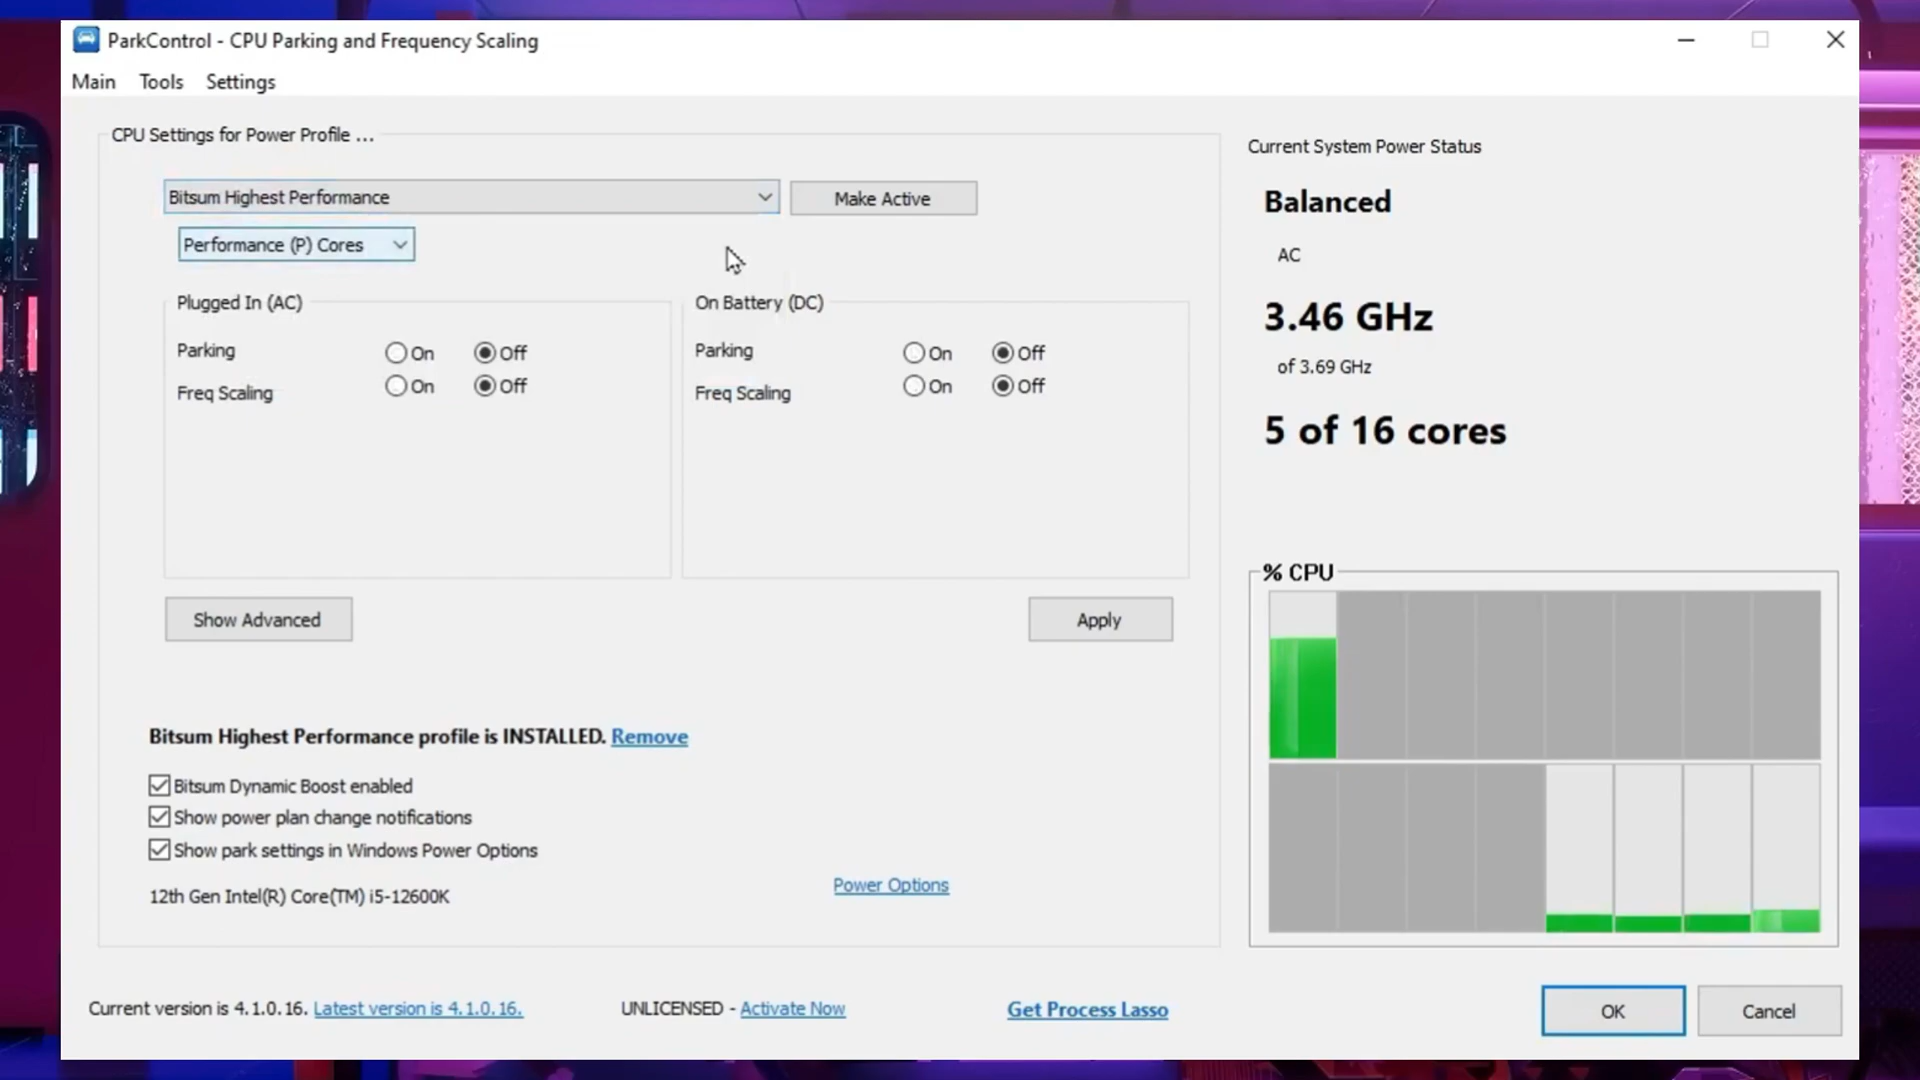 ParkControl - CPU Parking and Frequency Scaling
Main Tools Settings
CPU Settings for Power Profile ...
Bitsum Highest Performance
Make Active
Performance (P) Cores
Plugged In (AC)
Parking On Off
Freq Scaling On Off
On Battery (DC)
Parking On Off
Freq Scaling On Off
Show Advanced
Apply
Bitsum Highest Performance profile is INSTALLED. Remove
Bitsum Dynamic Boost enabled
Show power plan change notifications
Show park settings in Windows Power Options
12th Gen Intel(R) Core(TM) i5-12600K
Power Options
Current System Power Status
Balanced
AC
3.46 GHz
of 3.69 GHz
5 of 16 cores
% CPU
Current version is 4.1.0.16. Latest version is 4.1.0.16.
UNLICENSED - Activate Now
Get Process Lasso
OK
Cancel